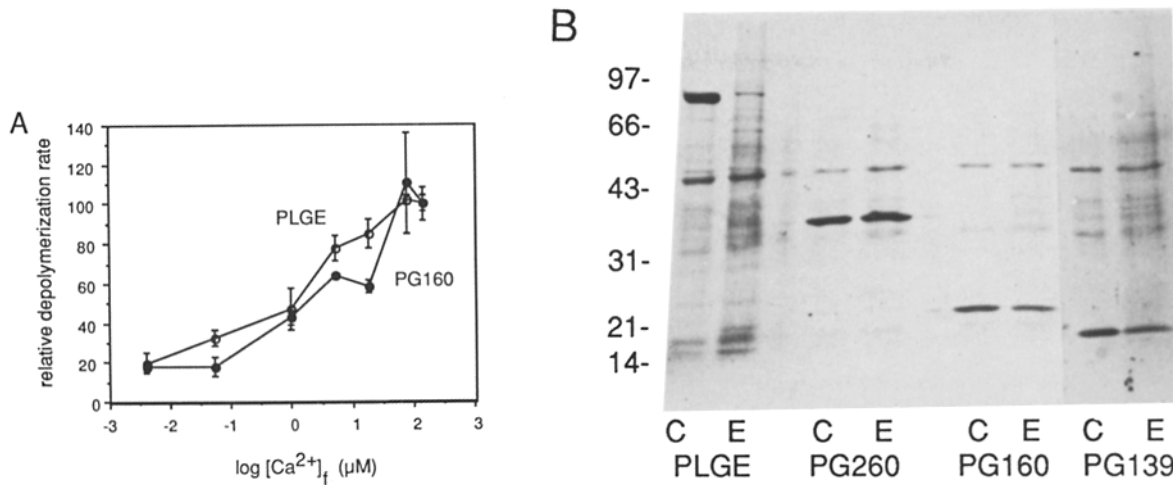 A
relative depolymerization rate
140
120
100
80
60
40
20
0
-3 -2 -1 0 1 2 3
log [Ca2+]f (µM)
PLGE
PG160
B
97-
66-
43-
31-
21-
14-
C E C E C E C E
PLGE PG260 PG160 PG139